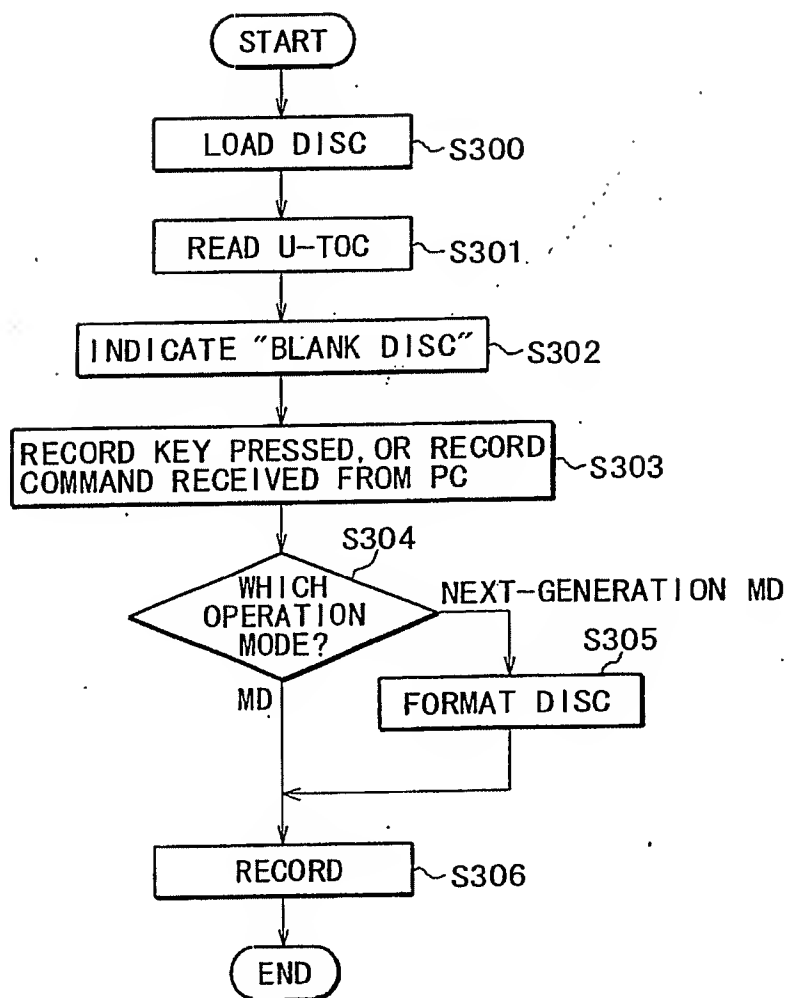 START
LOAD DISC
S300
READ U-TOC
S301
INDICATE "BLANK DISC"
S302
RECORD KEY PRESSED, OR RECORD
COMMAND RECEIVED FROM PC
S303
S304
WHICH
OPERATION
MODE?
NEXT-GENERATION MD
S305
MD
FORMAT DISC
RECORD
S306
END